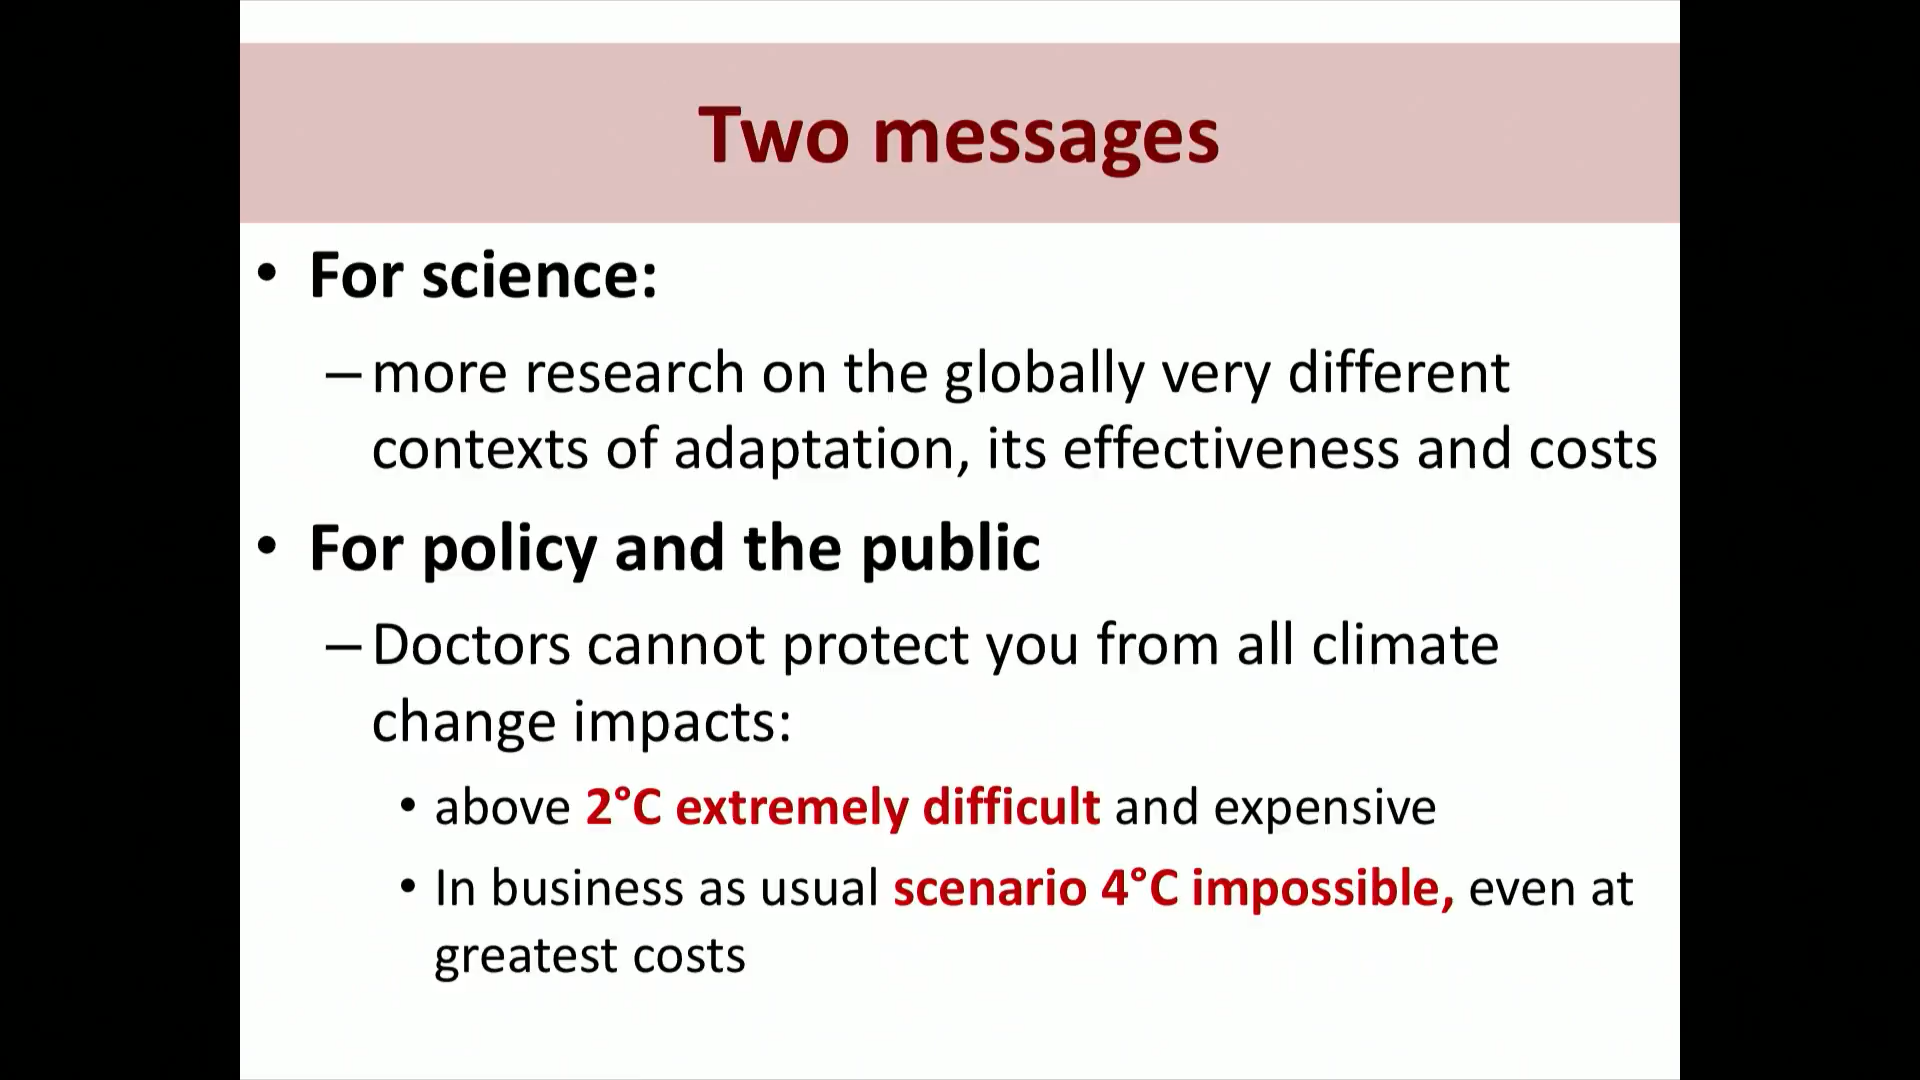 Two messages
• For science:
– more research on the globally very different
contexts of adaptation, its effectiveness and costs
• For policy and the public
– Doctors cannot protect you from all climate
change impacts:
• above 2°C extremely difficult and expensive
• In business as usual scenario 4°C impossible, even at
greatest costs